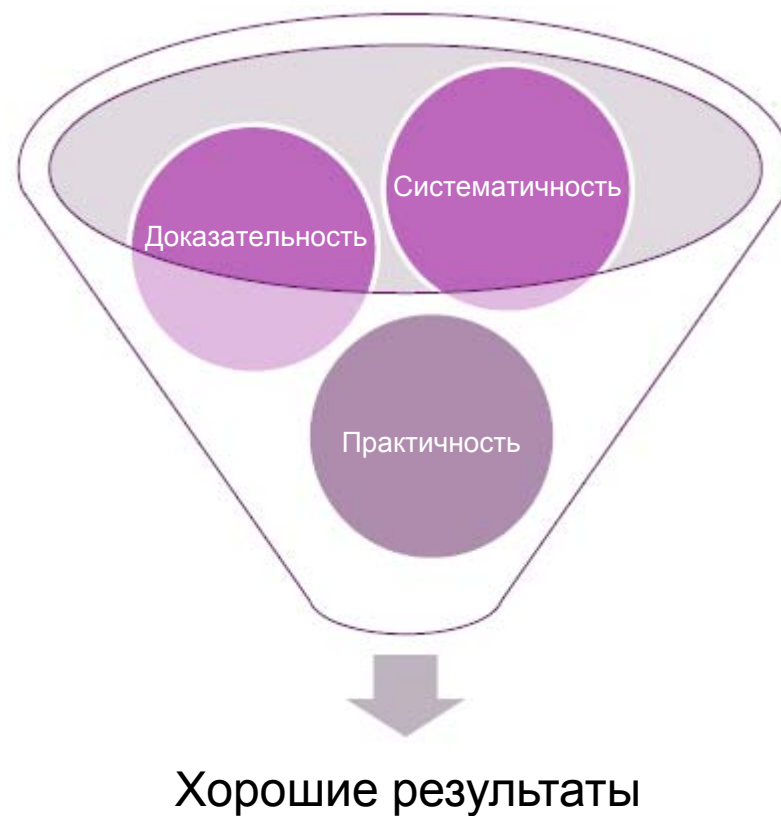 Систематичность
Доказательность
Практичность
Хорошие результаты